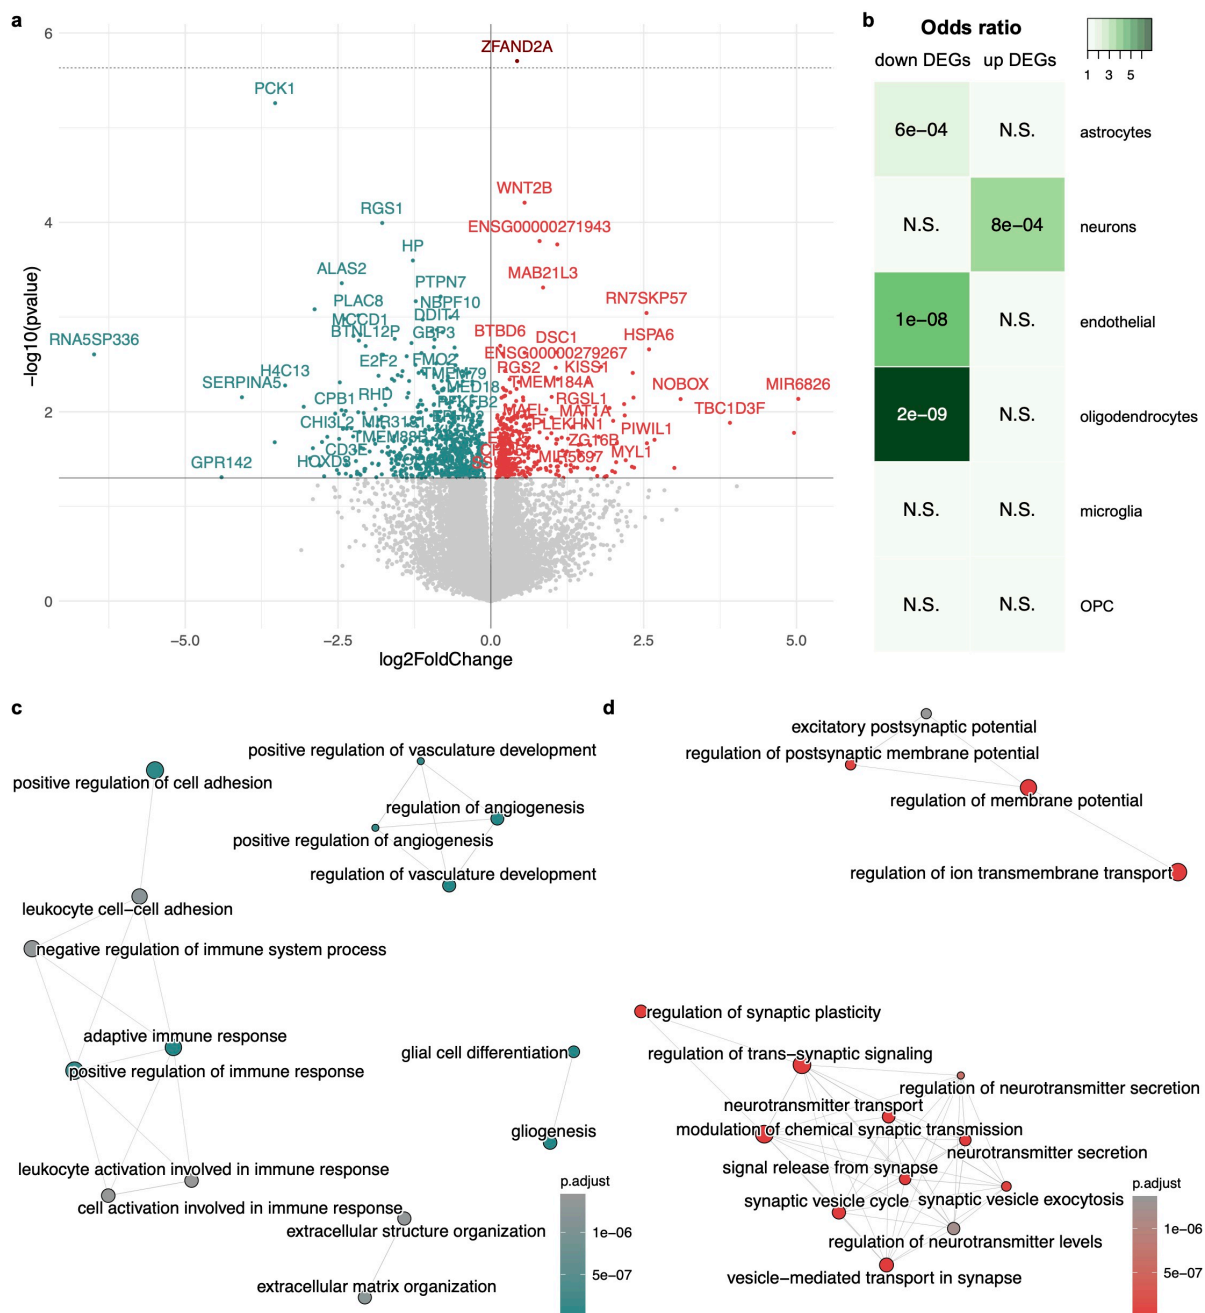 a
6
4
2
0
−log10(pvalue)
ZFAND2A
PCK1
WNT2B
RGS1
ENSG00000271943
HP
ALAS2
MAB21L3
PTPN7
PLAC8
NBPF10
RN7SKP57
MCCD1
DDIT4
BTNL12P
GBP3
BTBD6
DSC1
HSPA6
RNA5SP336
ENSG00000279267
E2F2
FMO2
RGS2
KISS1
H4C13
TMEM79
SERPINA5
MED18
TMEM184A
NOBOX
MIR6826
CPB1
RHD
PFKFB2
RGSL1
MAEL
MAT1A
TBC1D3F
CHI3L2
MIR3181
PLEKHN1
PIWIL1
TMEM88B
ZG16B
CD3E
MYL1
GPR142
HOXD3
MIR5697
−5.0
−2.5
0.0
2.5
5.0
log2FoldChange
b
Odds ratio
down DEGs
up DEGs
1 3 5
6e−04
N.S.
astrocytes
N.S.
8e−04
neurons
1e−08
N.S.
endothelial
2e−09
N.S.
oligodendrocytes
N.S.
N.S.
microglia
N.S.
N.S.
OPC
c
positive regulation of vasculature development
positive regulation of cell adhesion
regulation of angiogenesis
positive regulation of angiogenesis
regulation of vasculature development
leukocyte cell−cell adhesion
negative regulation of immune system process
adaptive immune response
glial cell differentiation
positive regulation of immune response
gliogenesis
leukocyte activation involved in immune response
cell activation involved in immune response
extracellular structure organization
extracellular matrix organization
p.adjust
1e−06
5e−07
d
excitatory postsynaptic potential
regulation of postsynaptic membrane potential
regulation of membrane potential
regulation of ion transmembrane transport
regulation of synaptic plasticity
regulation of trans−synaptic signaling
regulation of neurotransmitter secretion
neurotransmitter transport
modulation of chemical synaptic transmission
neurotransmitter secretion
signal release from synapse
synaptic vesicle cycle
synaptic vesicle exocytosis
regulation of neurotransmitter levels
vesicle−mediated transport in synapse
p.adjust
1e−06
5e−07